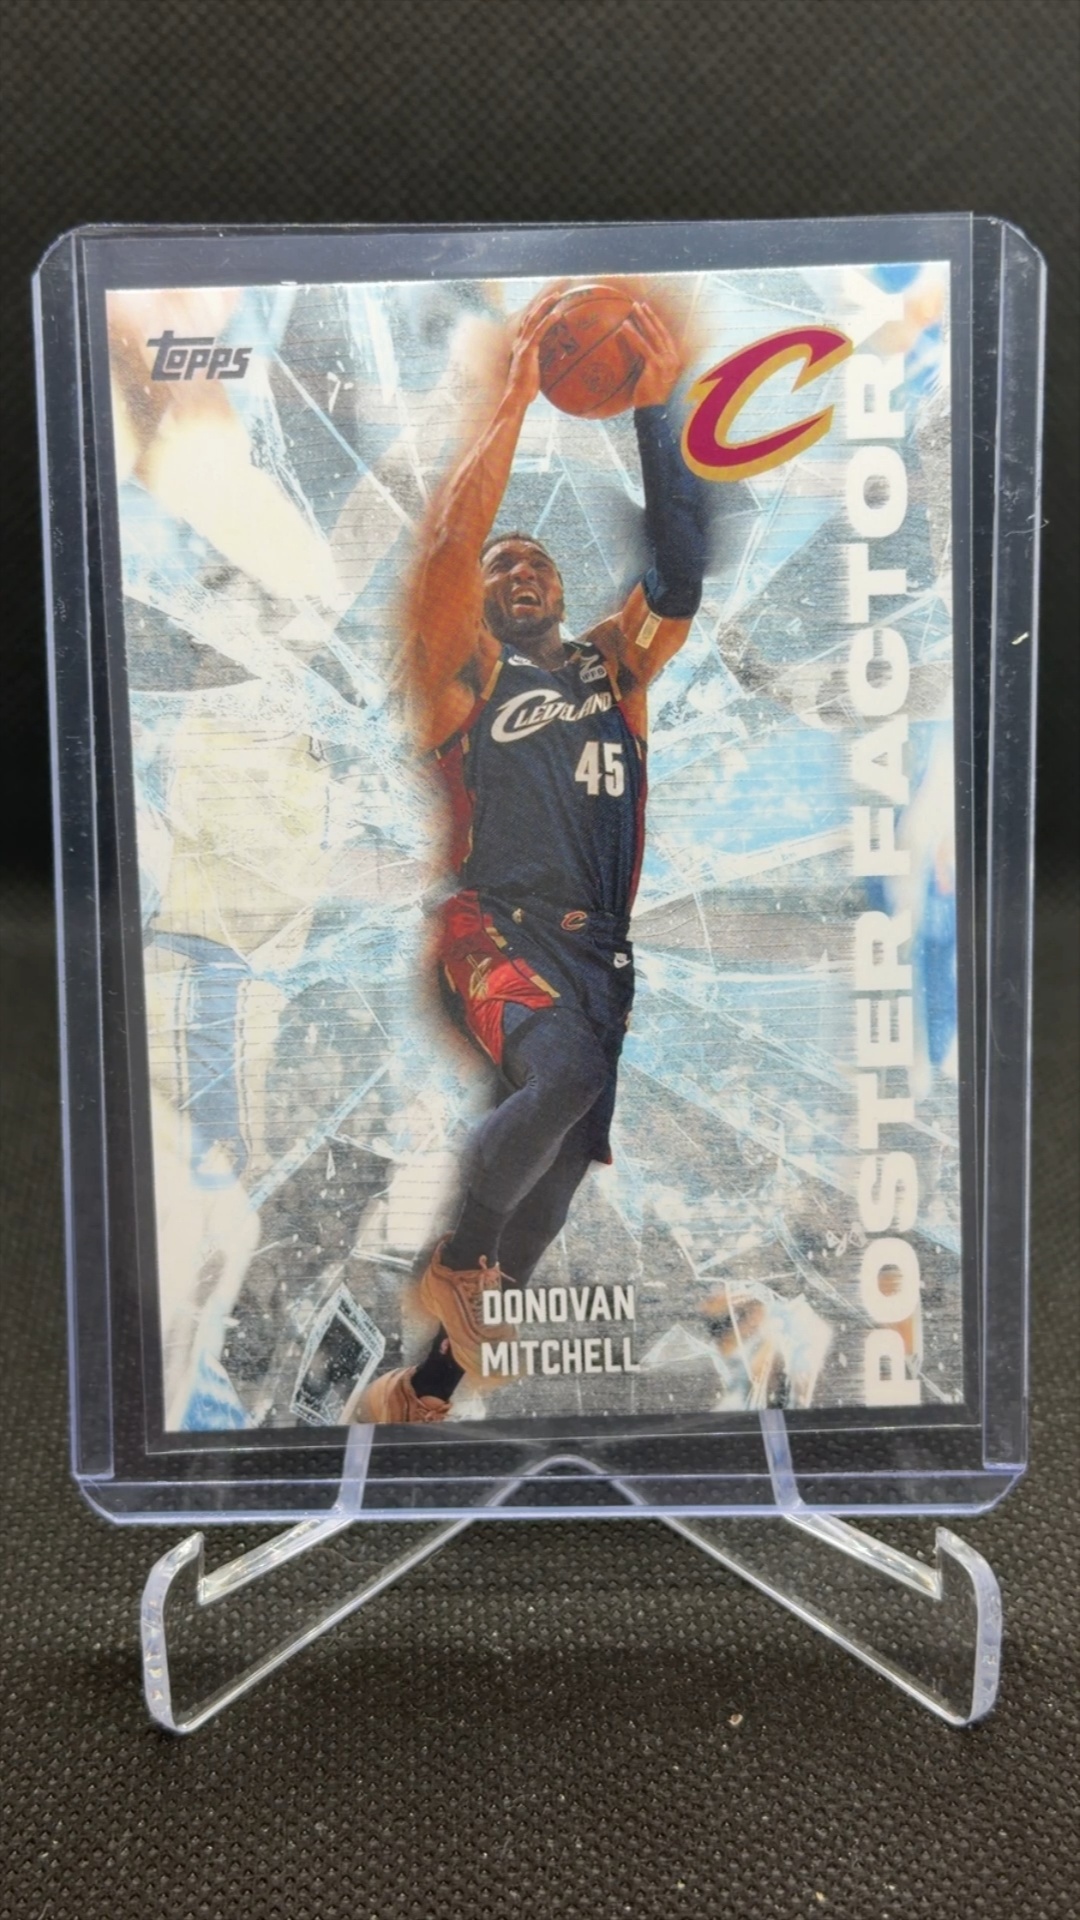 Topps
C
POSTER FACTORY
CLEVELAND
45
C
DONOVAN
MITCHELL